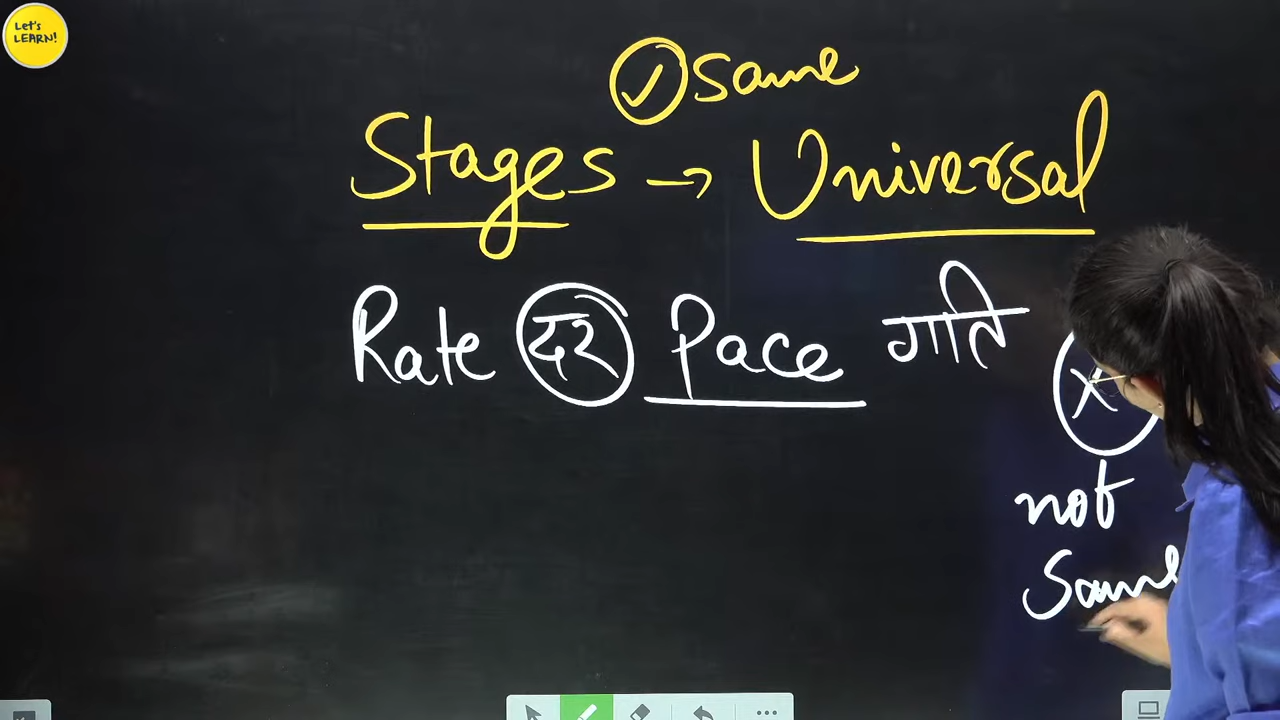 Let's
LEARN!
✓ Same
Stages → Universal
Rate दर Pace गति
x
not
Same